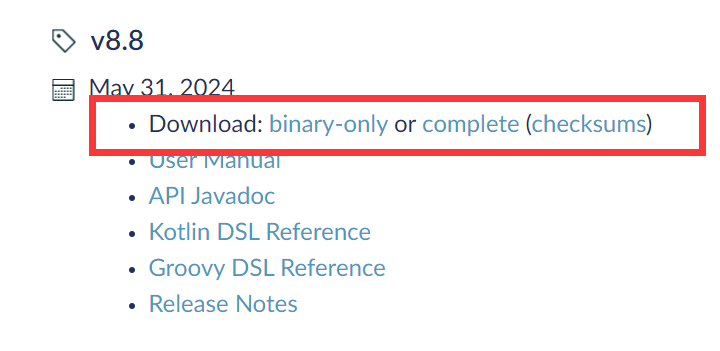 v8.8
May 31, 2024
Download: binary-only or complete (checksums)
User Manual
API Javadoc
Kotlin DSL Reference
Groovy DSL Reference
Release Notes